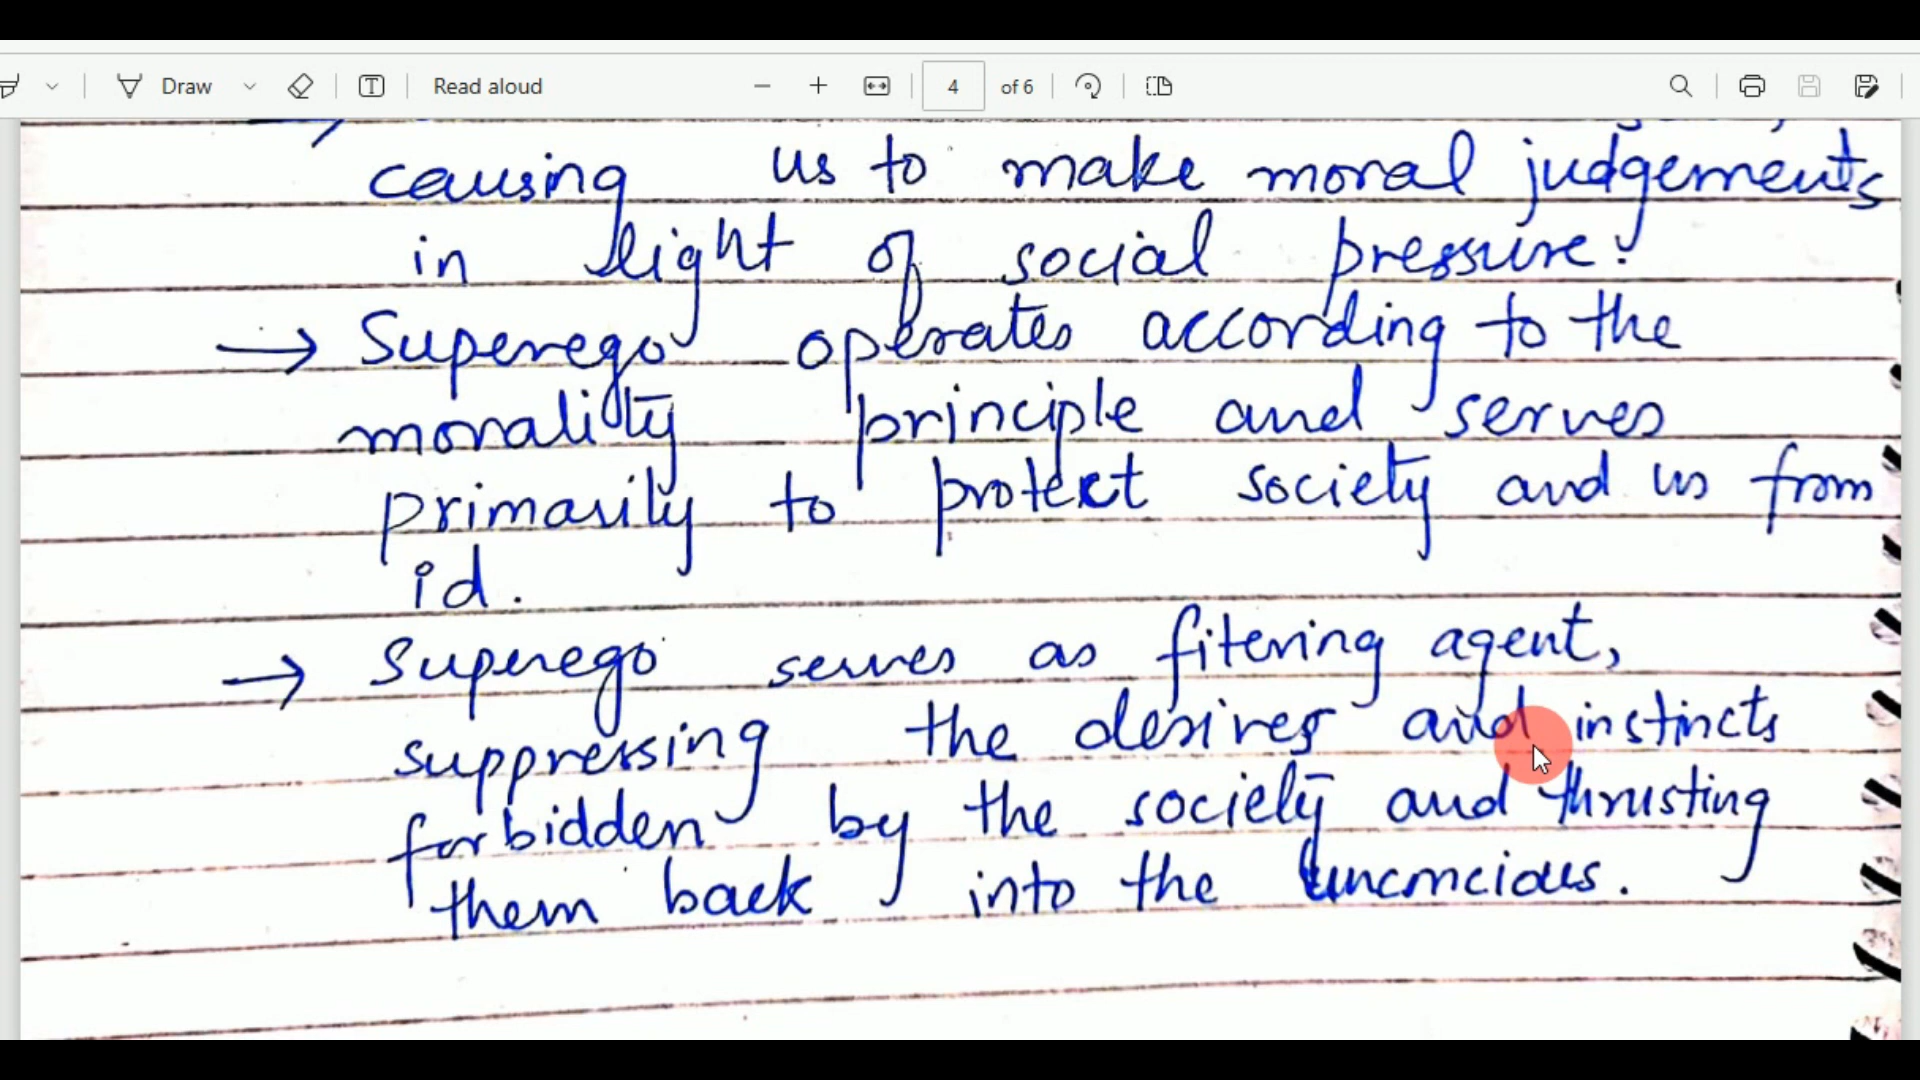 Draw
Read aloud
4 of 6
causing us to make moral judgements
in light of social pressure.
→ Superego operates according to the
morality principle and serves
primarily to protect society and us from
id.
→ Superego serves as fitering agent,
suppressing the desires and instincts
forbidden by the society and thrusting
them back into the uncncious.